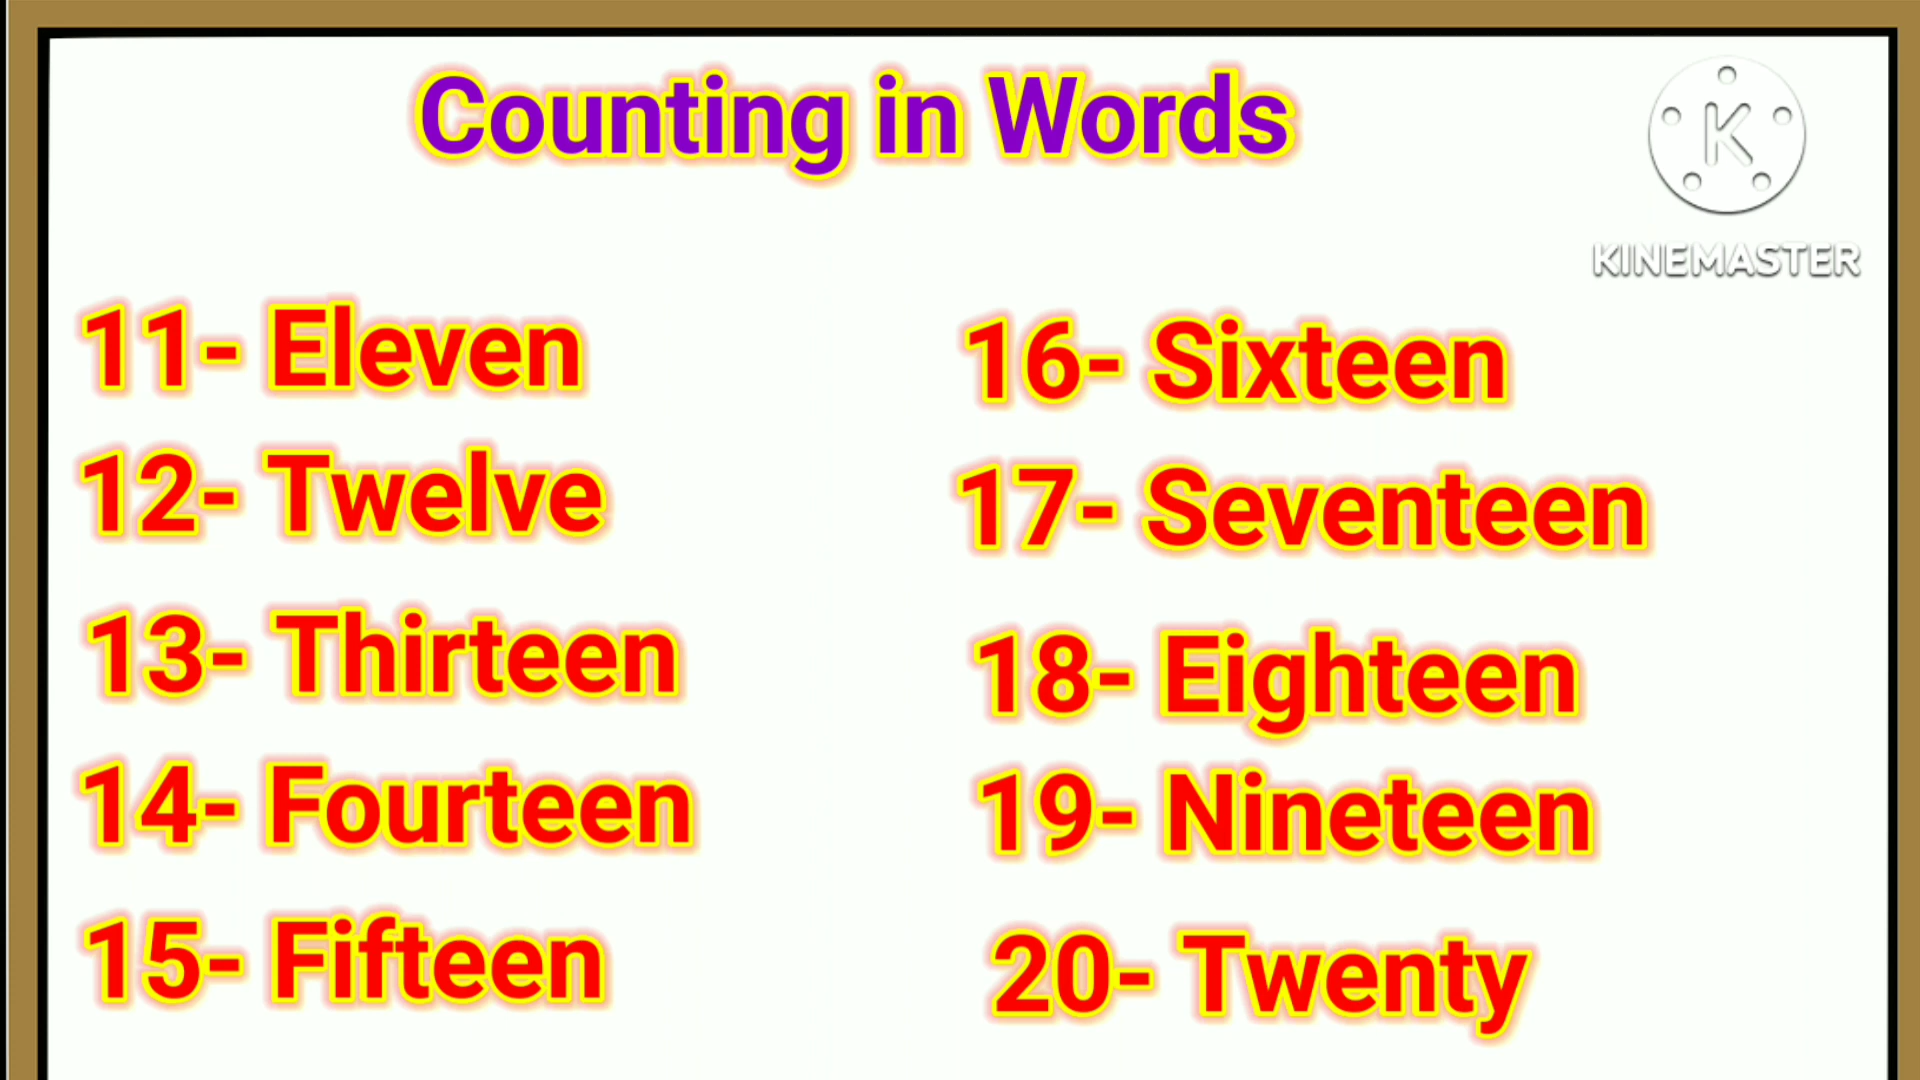 Counting in Words
K
KINEMASTER
11- Eleven
12- Twelve
13- Thirteen
14- Fourteen
15- Fifteen
16- Sixteen
17- Seventeen
18- Eighteen
19- Nineteen
20- Twenty